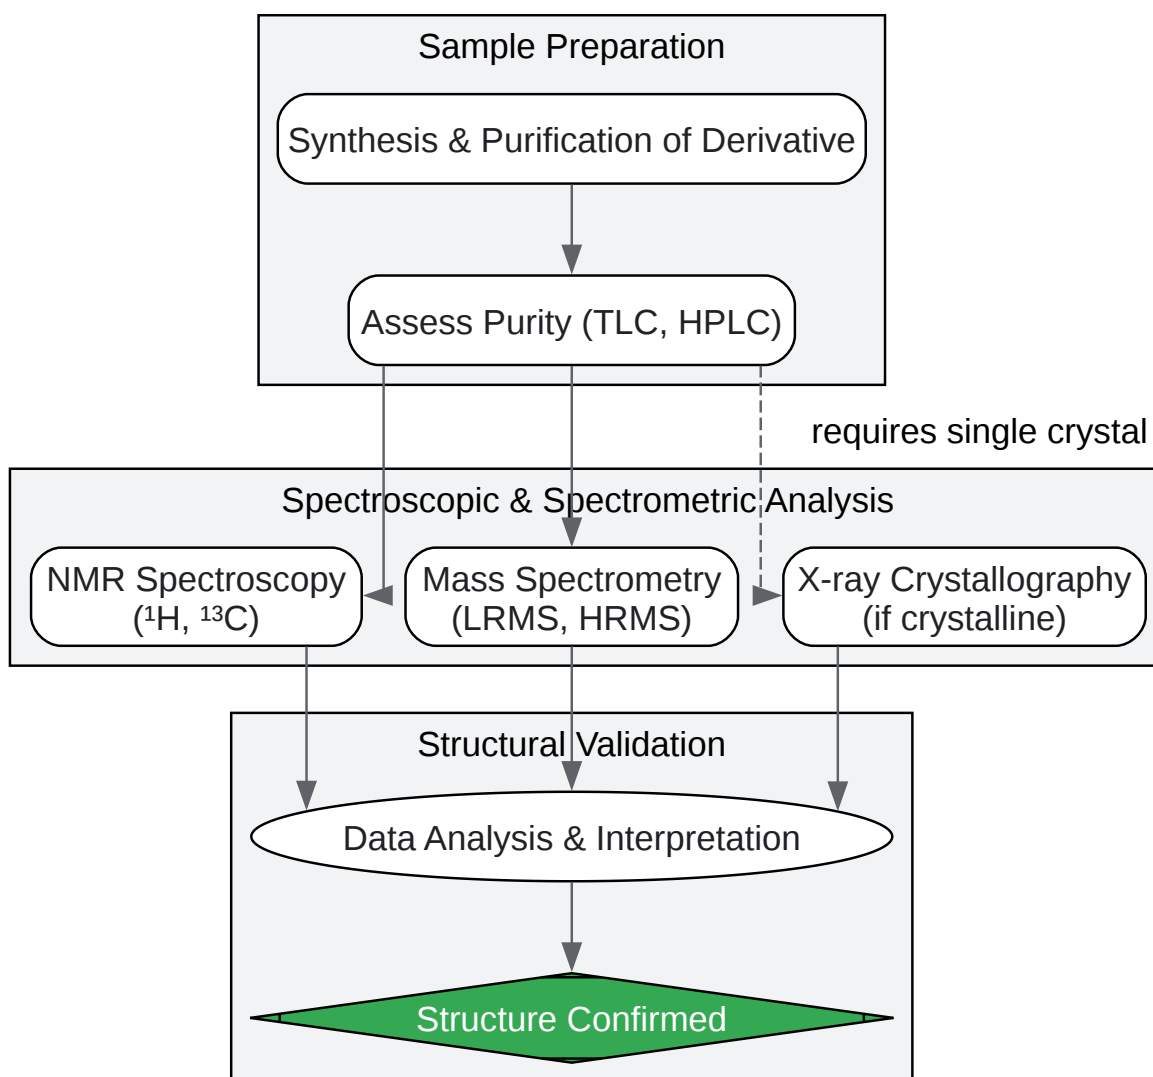 Sample Preparation
Synthesis & Purification of Derivative
Assess Purity (TLC, HPLC)
requires single crystal
Spectroscopic & Spectrometric Analysis
NMR Spectroscopy
(¹H, ¹³C)
Mass Spectrometry
(LRMS, HRMS)
X-ray Crystallography
(if crystalline)
Structural Validation
Data Analysis & Interpretation
Structure Confirmed